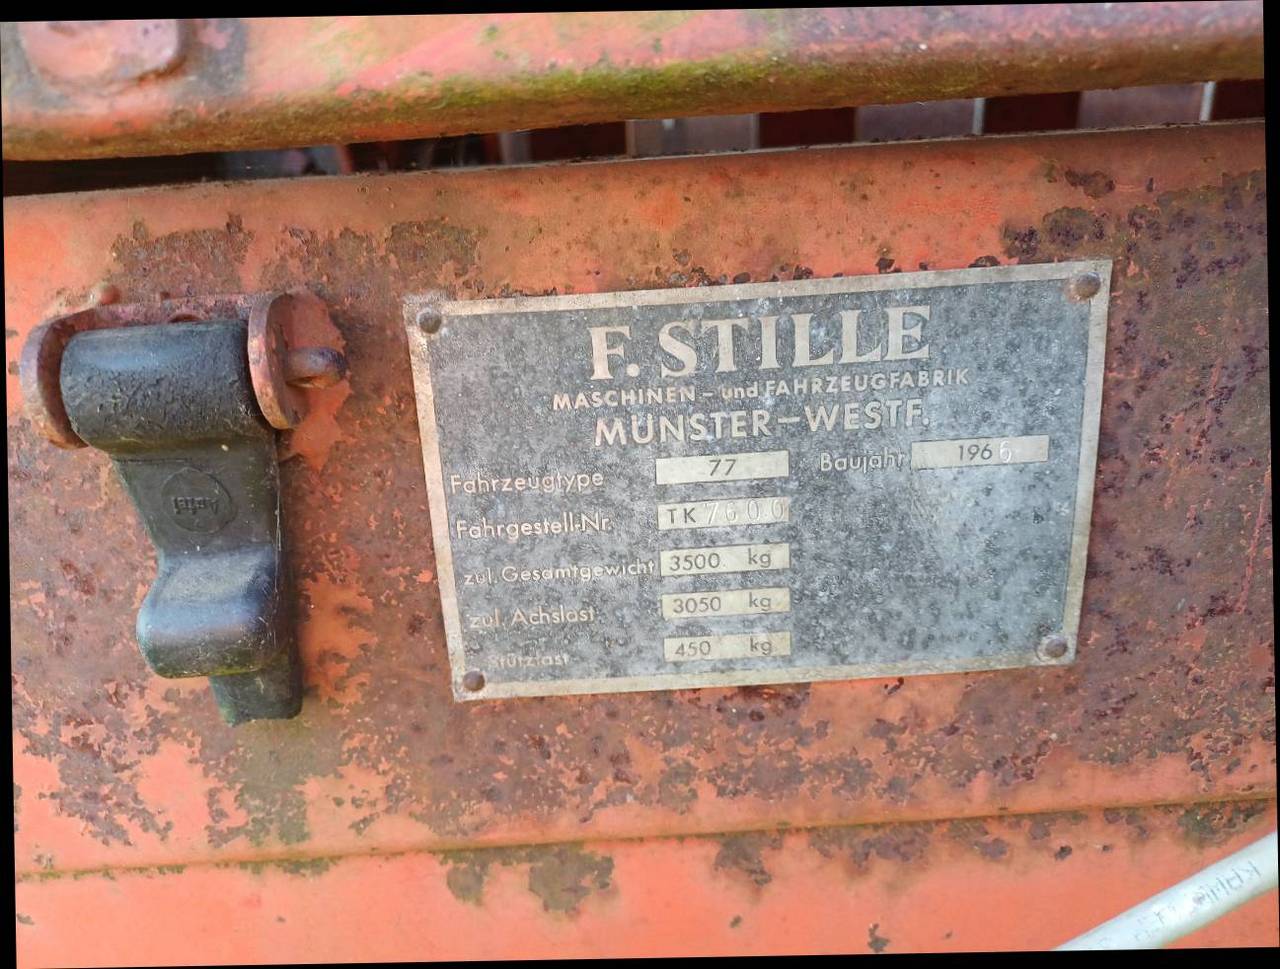 F. STILLE
MASCHINEN - und FAHRZEUGFABRIK
MÜNSTER-WESTF.
Fahrzeugtype 77 Baujahr 1966
Fahrgestell-Nr. TK 7600
zul. Gesamtgewicht 3500 kg
zul. Achslast 3050 kg
Stützlast 450 kg